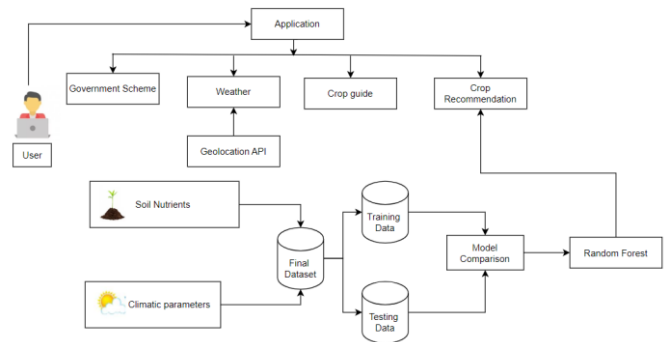 Application
Government Scheme
Weather
Crop guide
Crop
Recommendation
User
Geolocation API
Soil Nutrients
Training
Data
Final
Dataset
Model
Comparison
Random Forest
Climatic parameters
Testing
Data